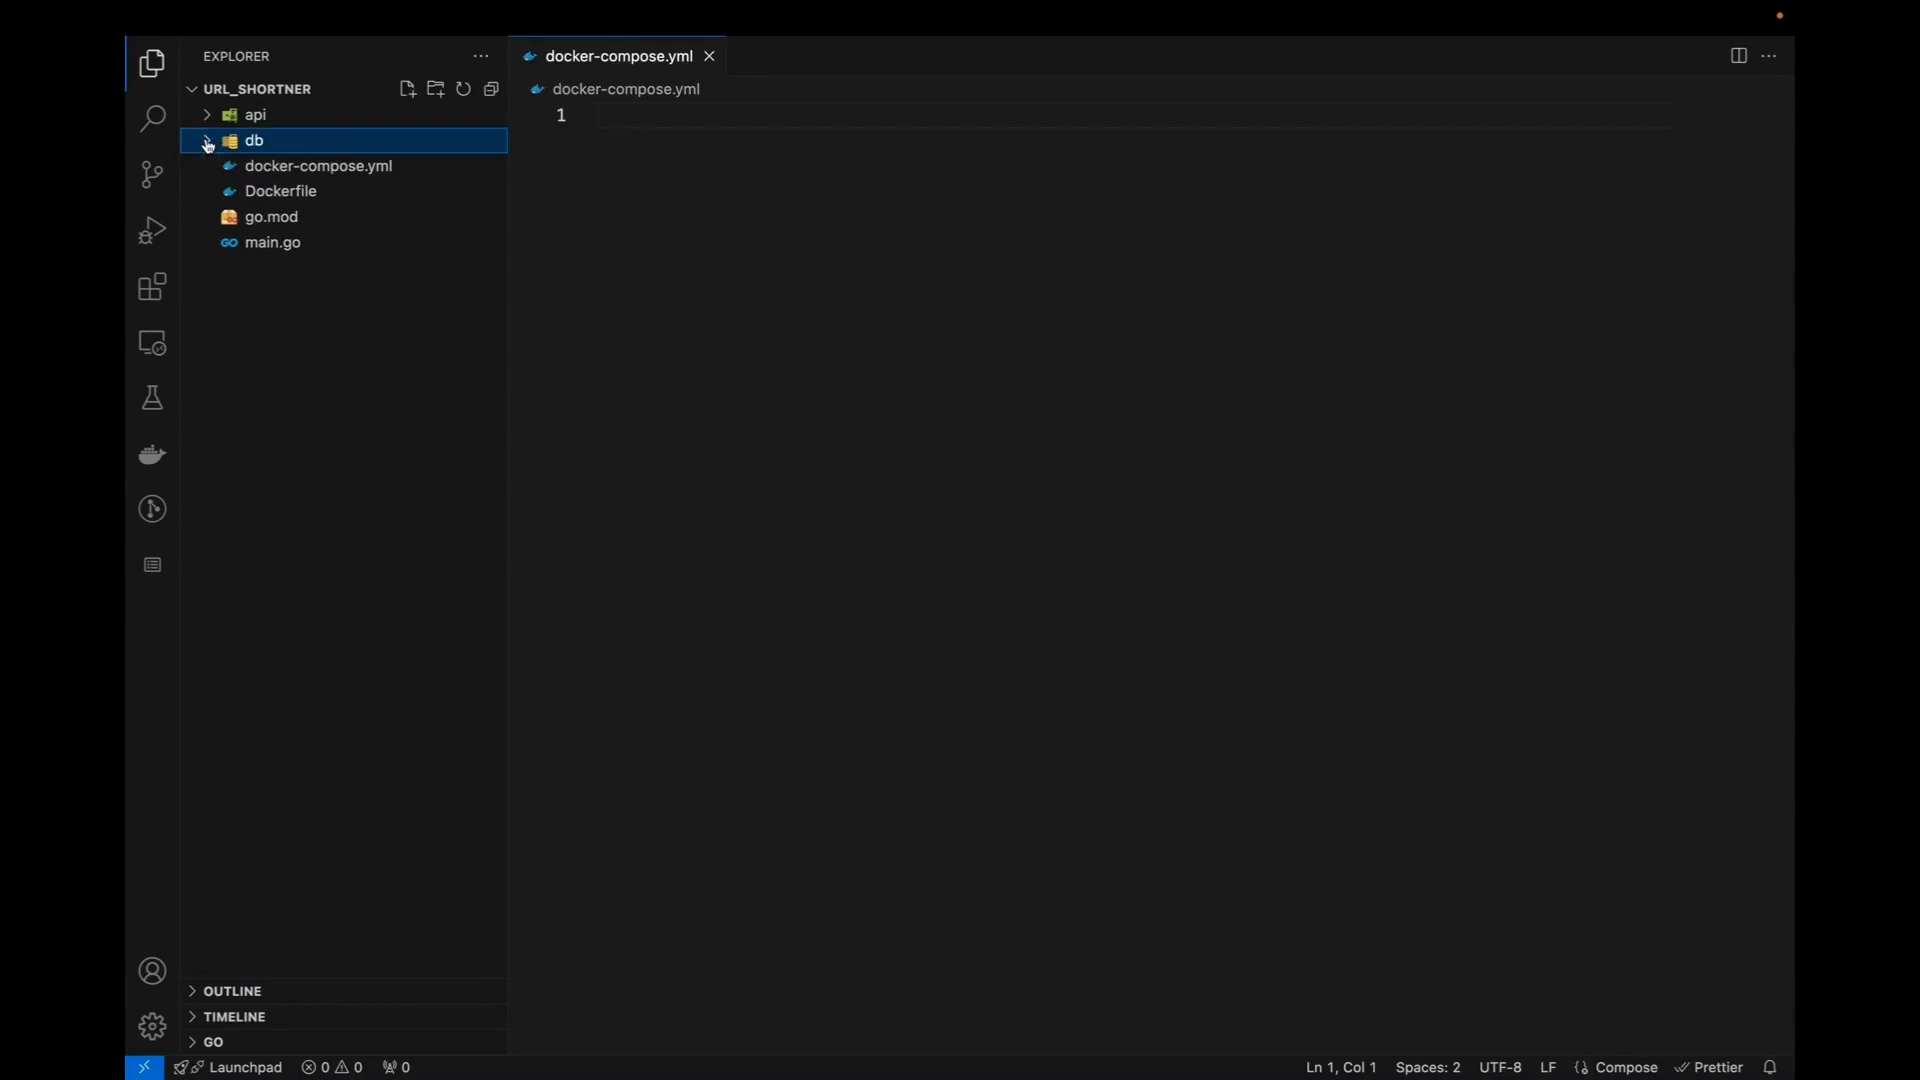 EXPLORER
URL_SHORTNER
api
db
docker-compose.yml
Dockerfile
go.mod
GO main.go
docker-compose.yml
docker-compose.yml
1
OUTLINE
TIMELINE
GO
Launchpad 0 0 0
Ln 1, Col 1 Spaces: 2 UTF-8 LF {} Compose Prettier